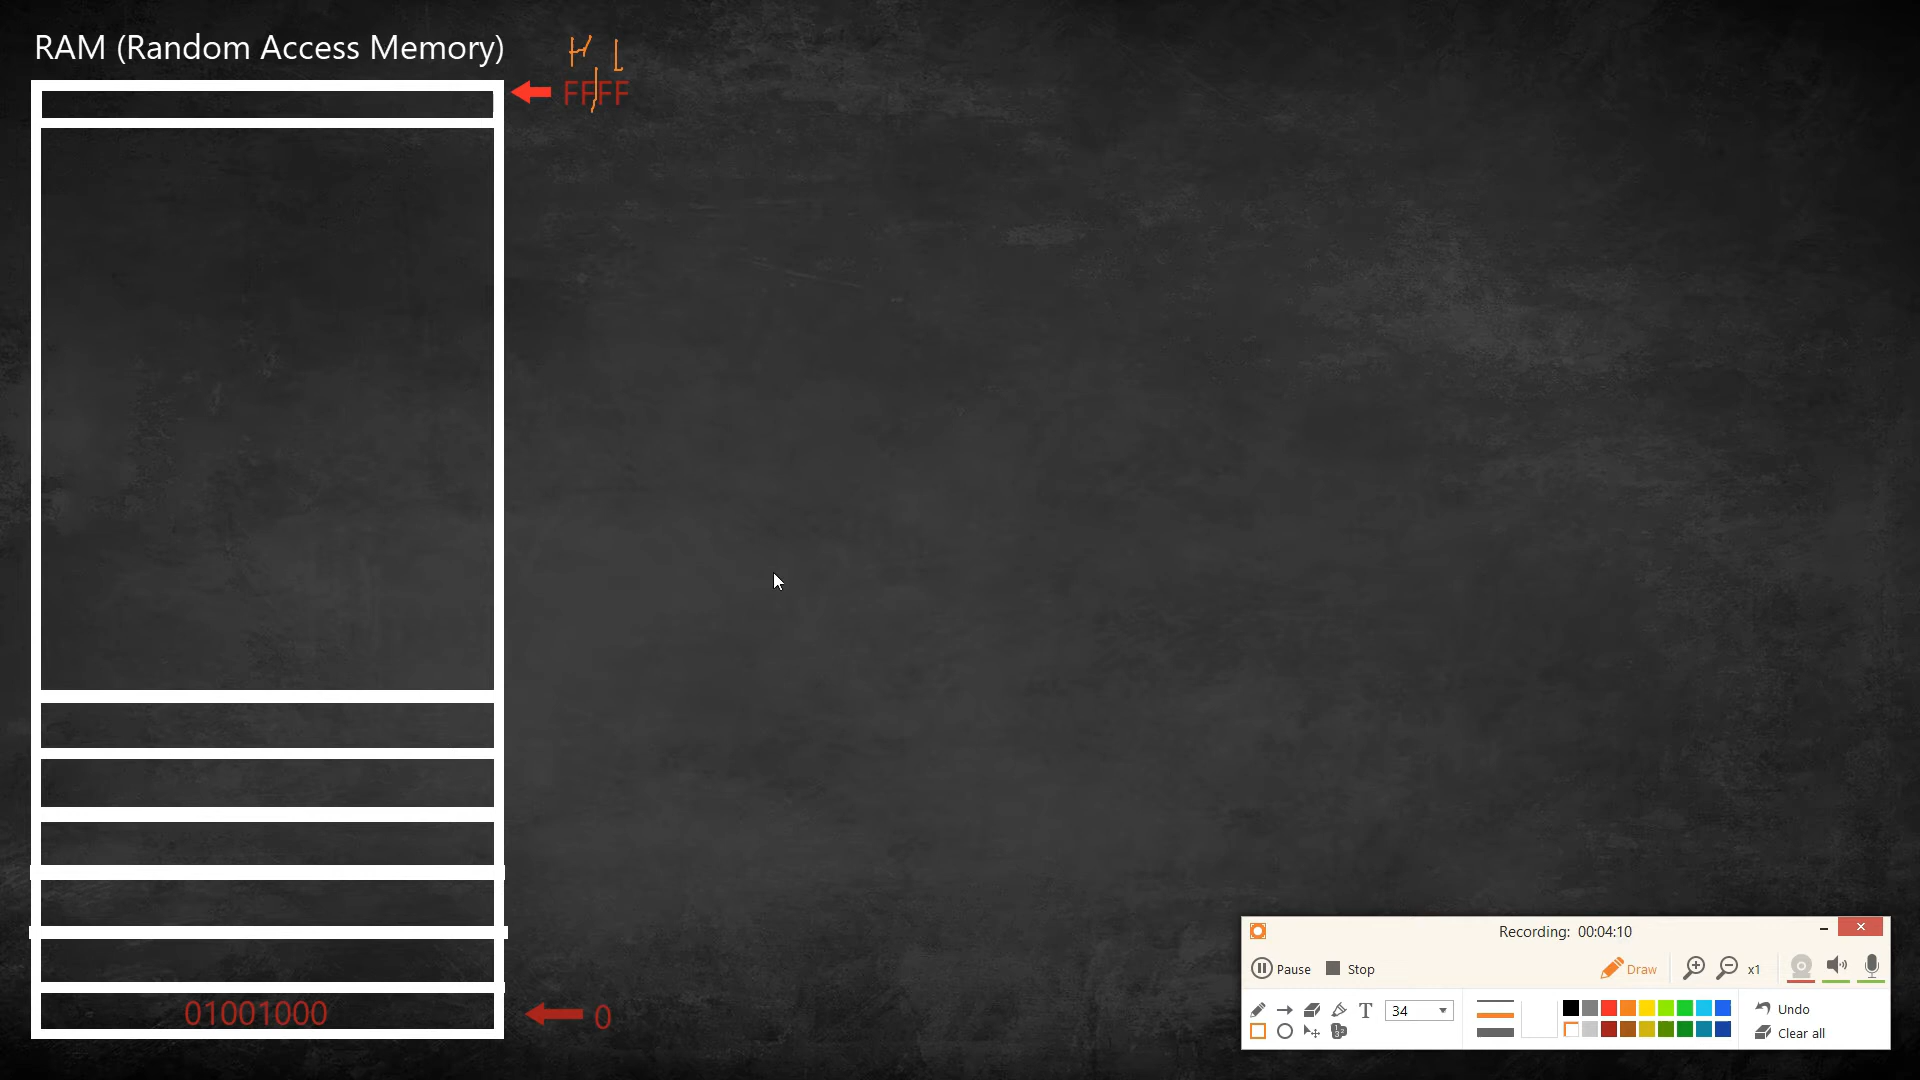 RAM (Random Access Memory)
H L
FFFF
01001000
0
Recording: 00:04:10
Pause Stop Draw x1
T 34 Undo
Clear all